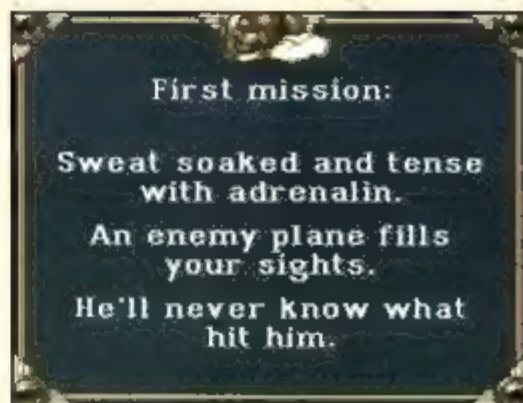 First mission:
Sweat soaked and tense
with adrenalin.
An enemy plane fills
your sights.
He'll never know what
hit him.